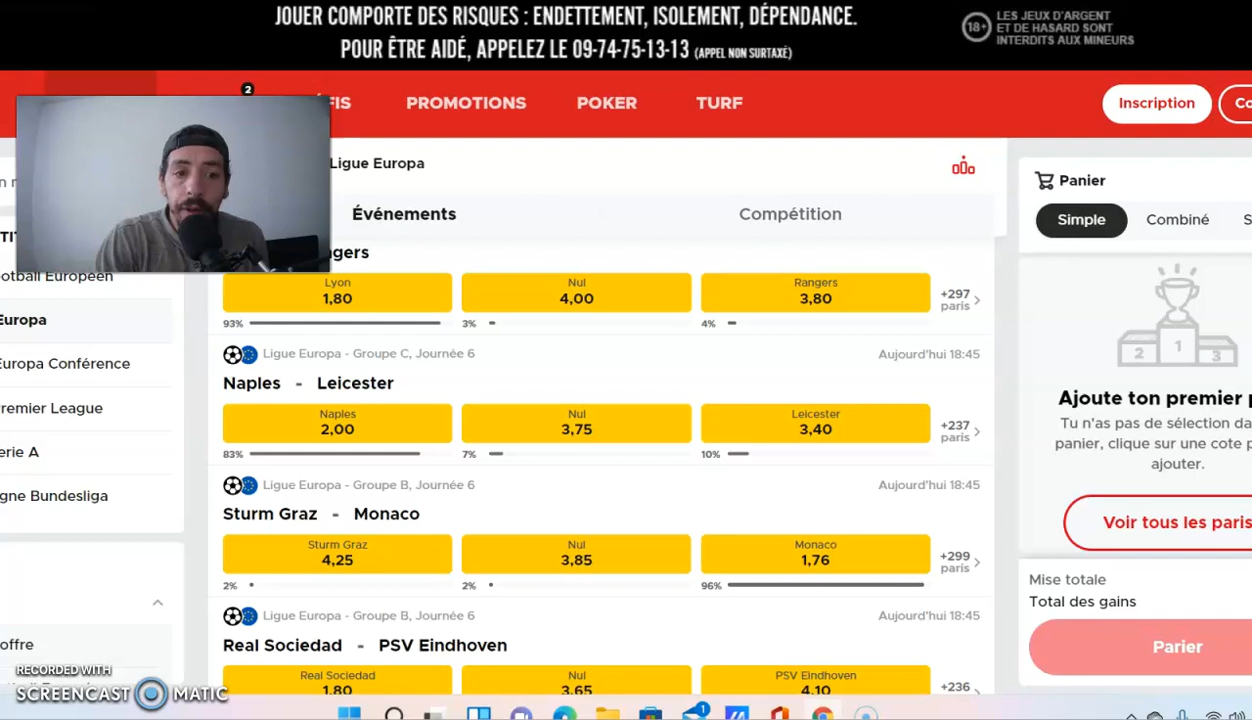 JOUER COMPORTE DES RISQUES : ENDETTEMENT, ISOLEMENT, DÉPENDANCE.
POUR ÊTRE AIDÉ, APPELEZ LE 09-74-75-13-13 (APPEL NON SURTAXÉ)
18+
LES JEUX D'ARGENT
ET DE HASARD SONT
INTERDITS AUX MINEURS
2
FIS PROMOTIONS POKER TURF
Inscription
Co
Ligue Europa
Événements Compétition
ngers
Lyon Nul Rangers
1,80 4,00 3,80
+297
paris
93% 3% 4%
Ligue Europa - Groupe C, Journée 6 Aujourd'hui 18:45
Naples - Leicester
Naples Nul Leicester
2,00 3,75 3,40
+237
paris
83% 7% 10%
Ligue Europa - Groupe B, Journée 6 Aujourd'hui 18:45
Sturm Graz - Monaco
Sturm Graz Nul Monaco
4,25 3,85 1,76
+299
paris
2% 2% 96%
Ligue Europa - Groupe B, Journée 6 Aujourd'hui 18:45
Real Sociedad - PSV Eindhoven
Real Sociedad Nul PSV Eindhoven
1,80 3,65 4,10
+236
ootball Européen
Europa
Europa Conférence
remier League
erie A
gne Bundesliga
offre
Panier
Simple Combiné S
2 1 3
Ajoute ton premier p
Tu n'as pas de sélection da
panier, clique sur une cote p
ajouter.
Voir tous les paris
Mise totale
Total des gains
Parier
RECORDED WITH
SCREENCAST MATIC
1